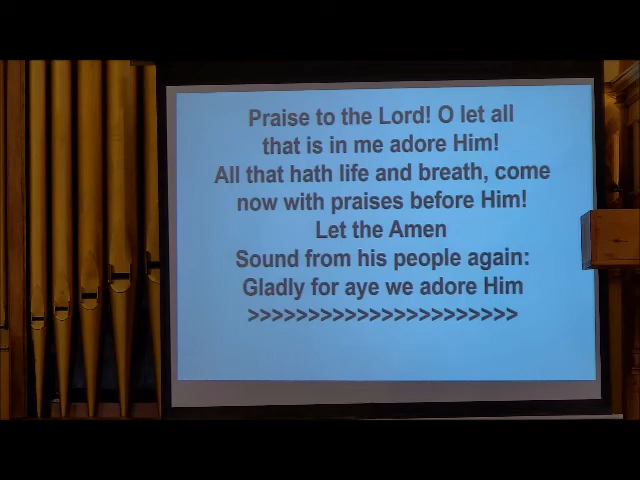 Praise to the Lord! O let all
that is in me adore Him!
All that hath life and breath, come
now with praises before Him!
Let the Amen
Sound from his people again:
Gladly for aye we adore Him
>>>>>>>>>>>>>>>>>>>>>>